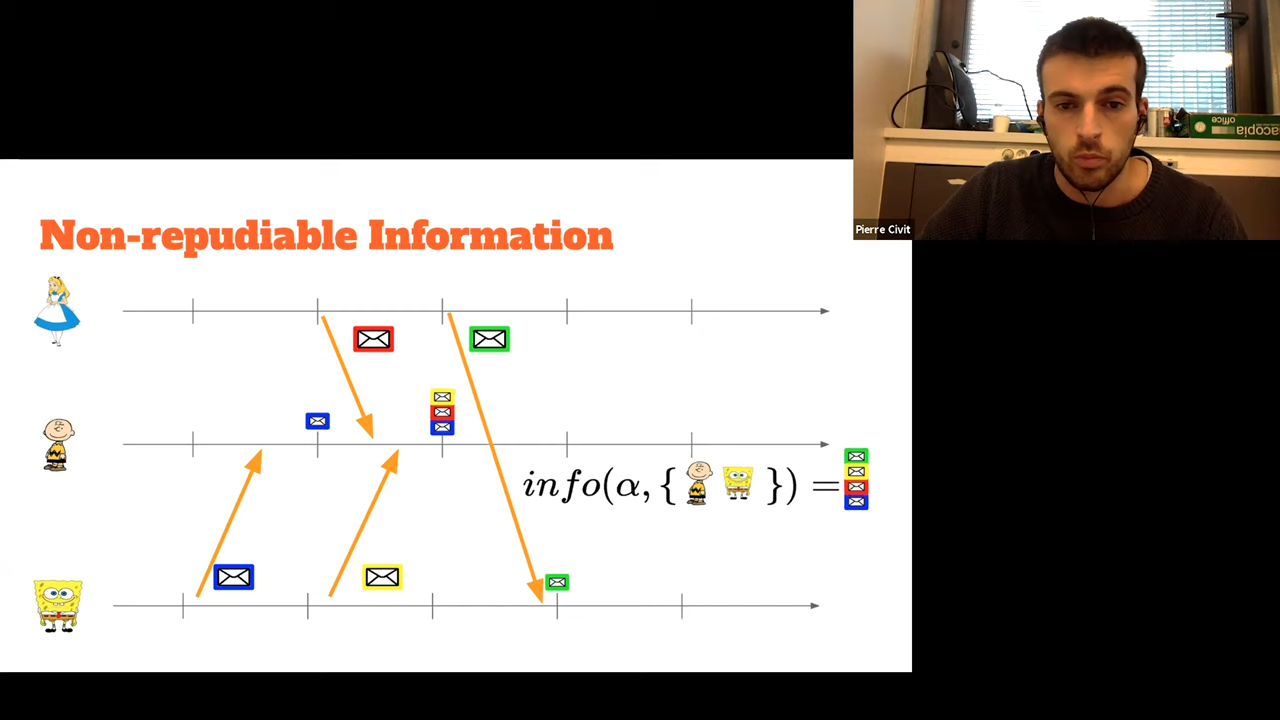 acopia
office
Pierre Civit
Non-repudiable Information
info(α, { }) =